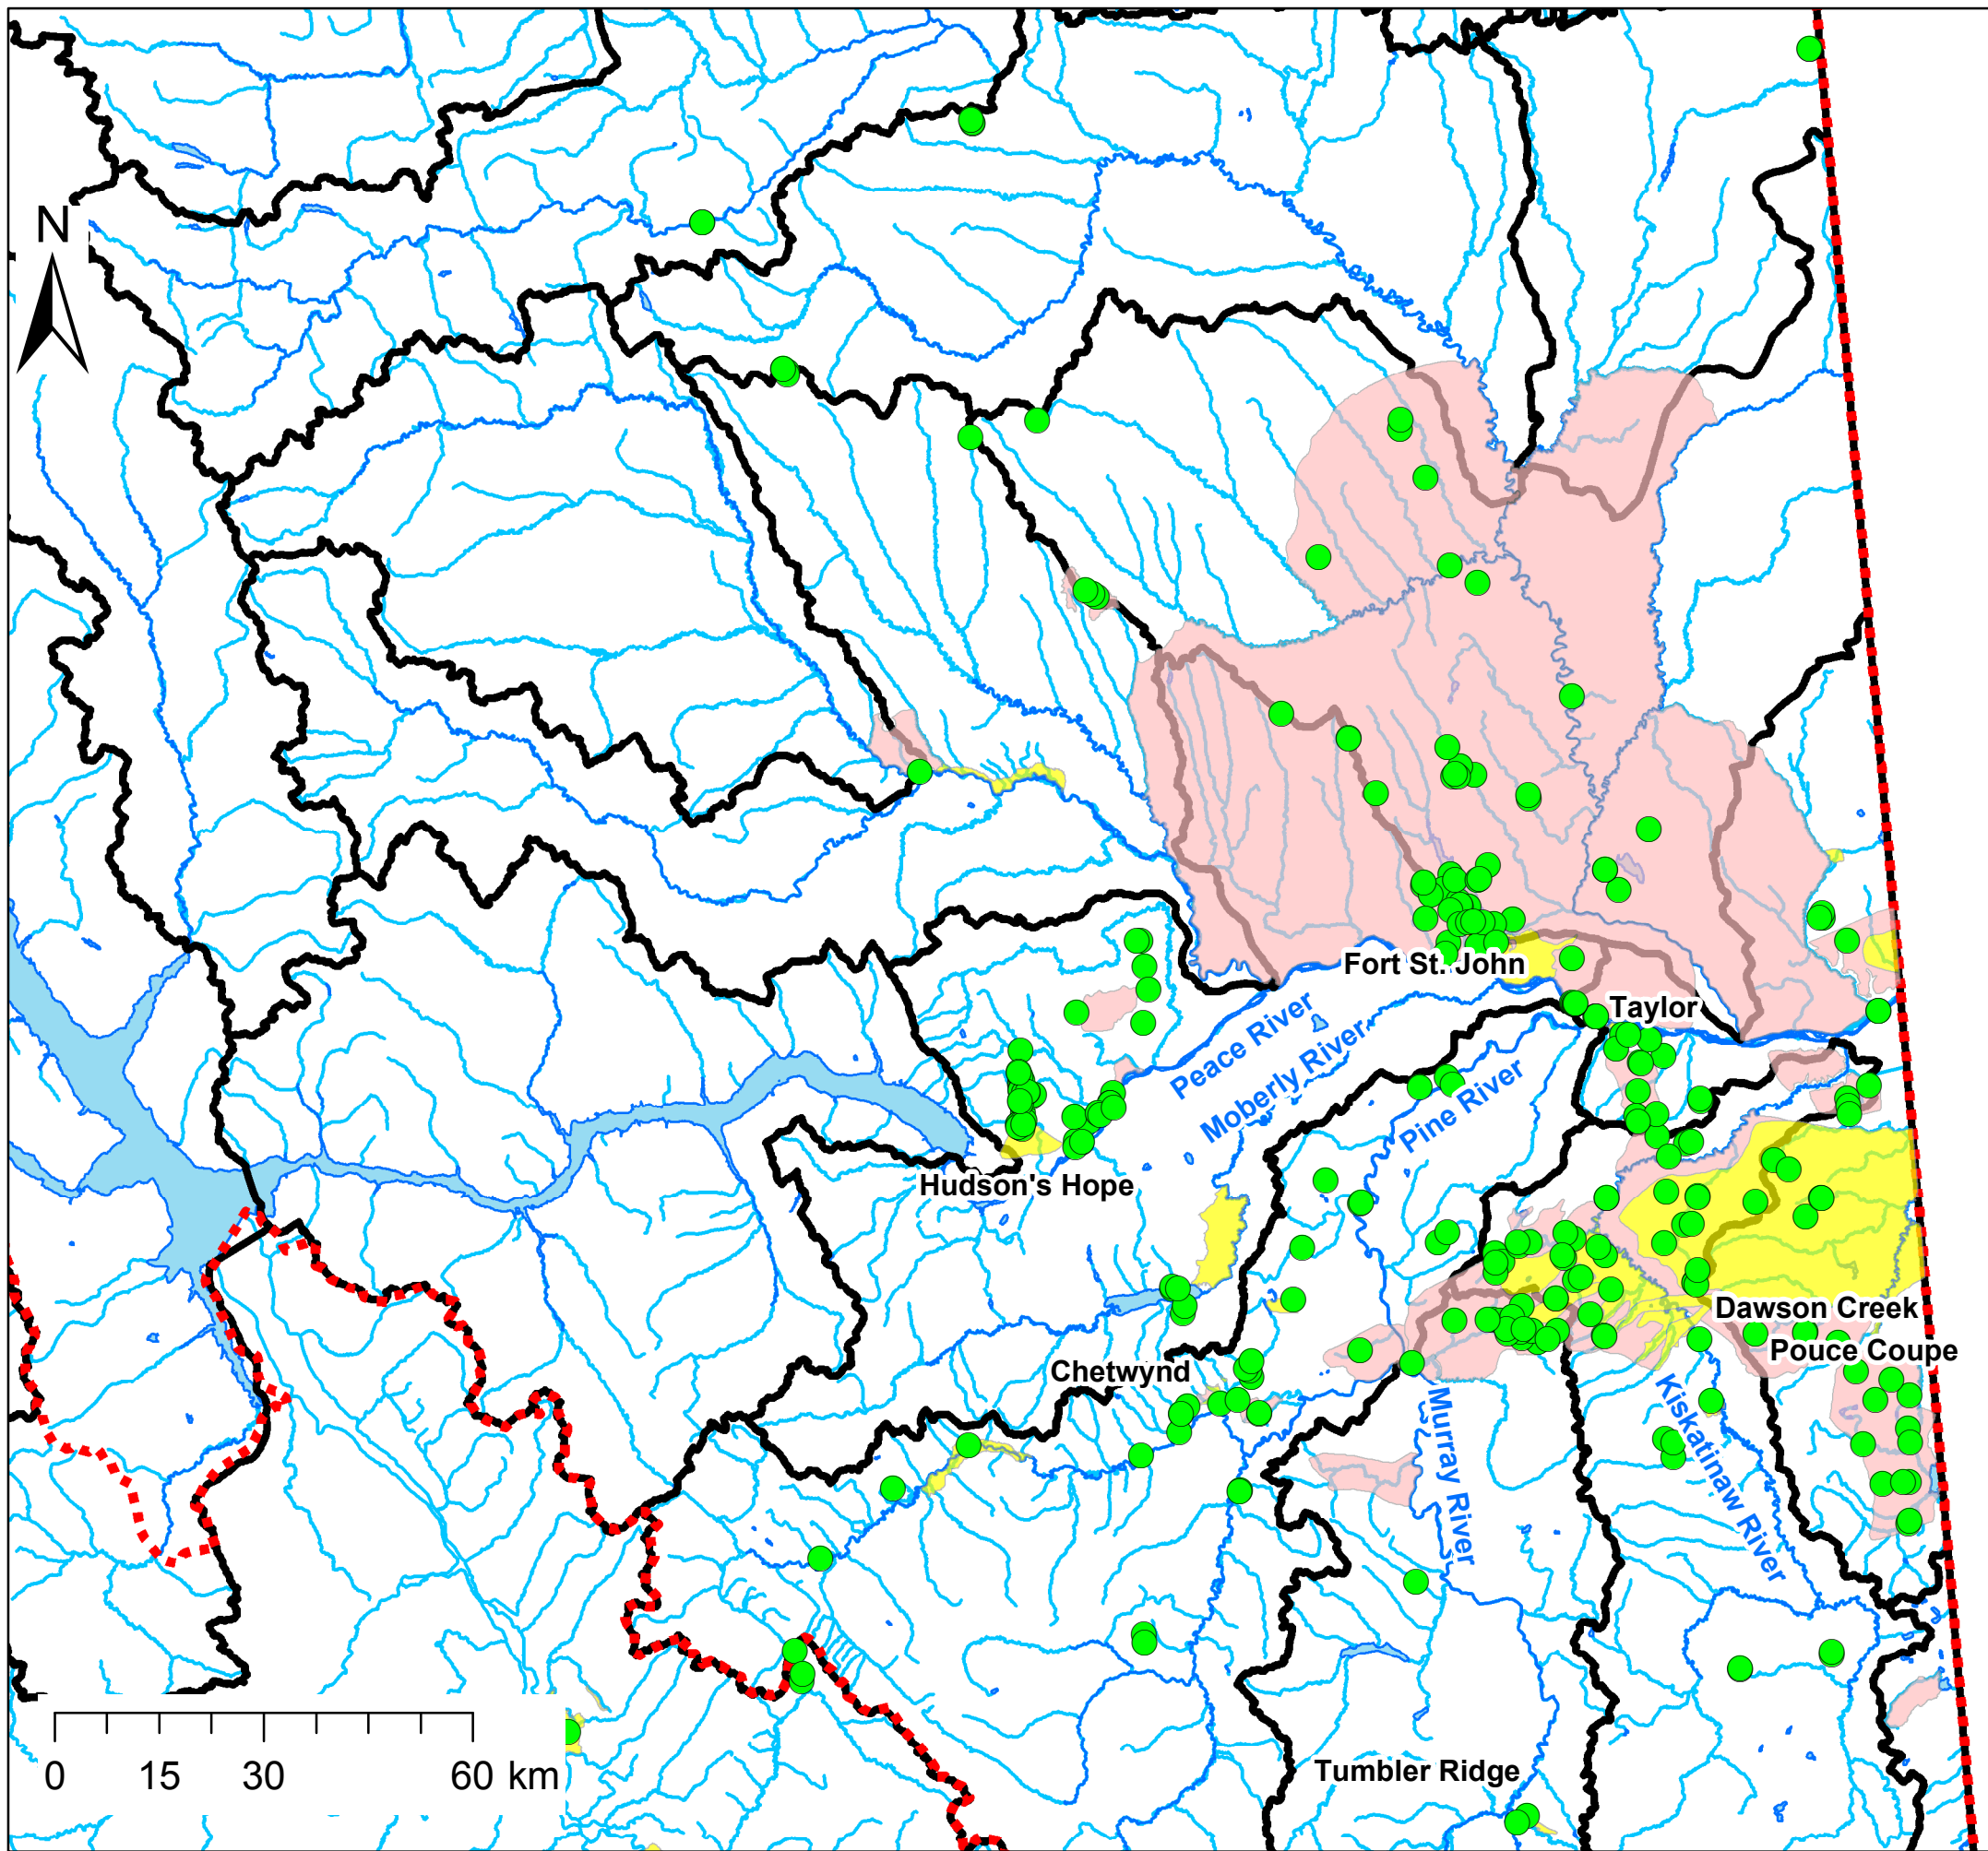 N
Fort St. John
Taylor
Peace River
Moberly River
Pine River
Hudson's Hope
Dawson Creek
Pouce Coupe
Chetwynd
Murray River
Kiskatinaw River
Tumbler Ridge
0 15 30 60 km